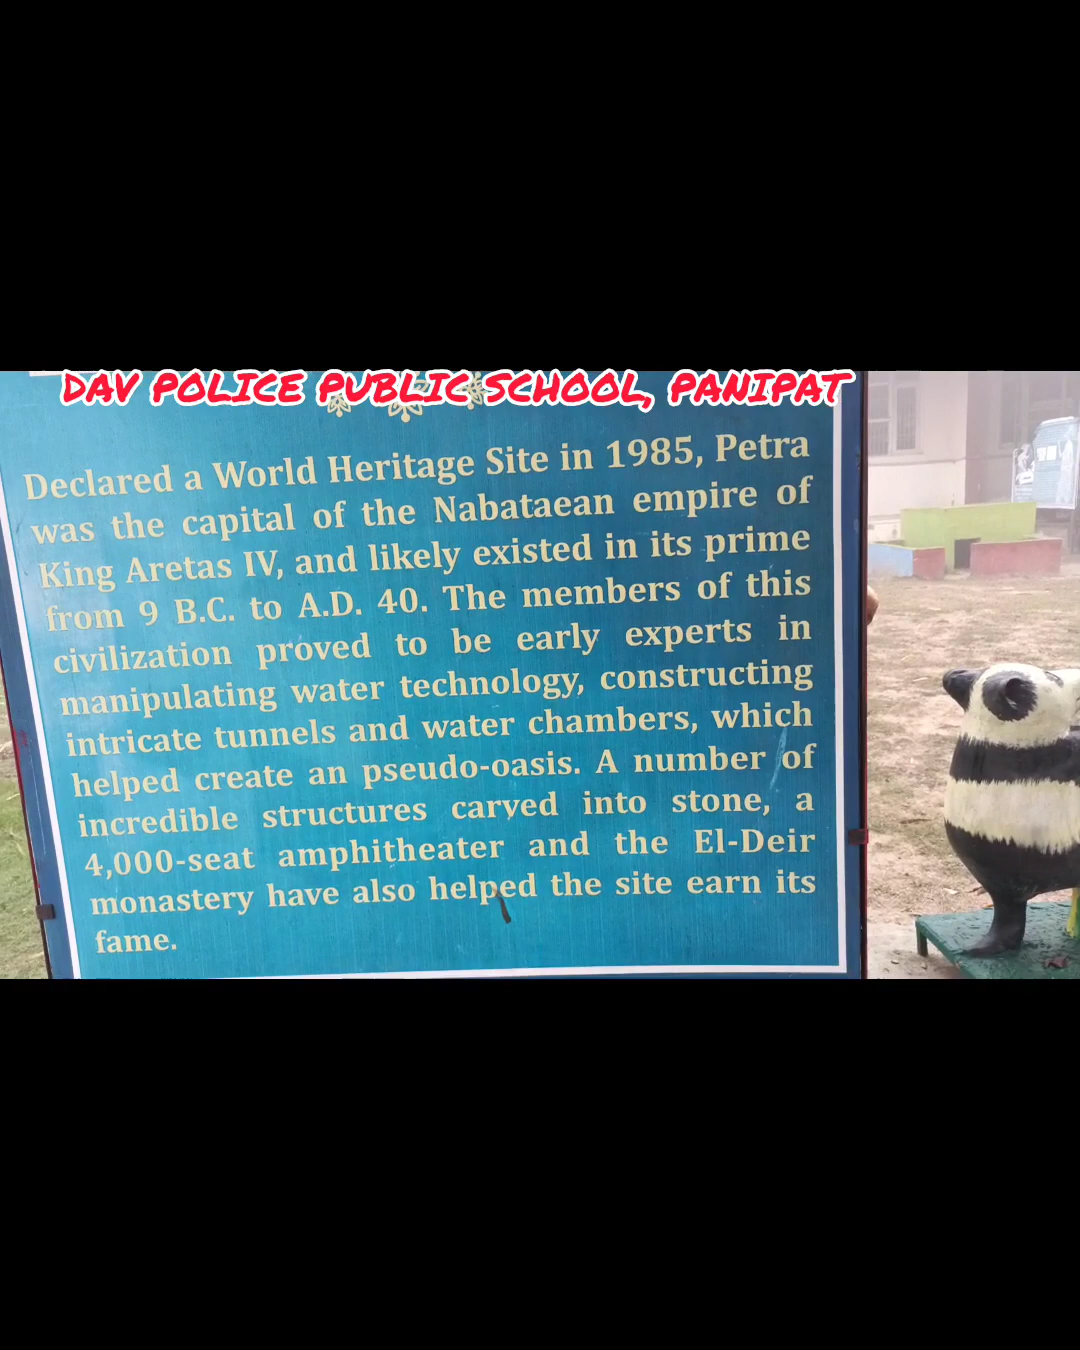 DAV POLICE PUBLIC SCHOOL, PANIPAT
Declared a World Heritage Site in 1985, Petra
was the capital of the Nabataean empire of
King Aretas IV, and likely existed in its prime
from 9 B.C. to A.D. 40. The members of this
civilization proved to be early experts in
manipulating water technology, constructing
intricate tunnels and water chambers, which
helped create an pseudo-oasis. A number of
incredible structures carved into stone, a
4,000-seat amphitheater and the El-Deir
monastery have also helped the site earn its
fame.